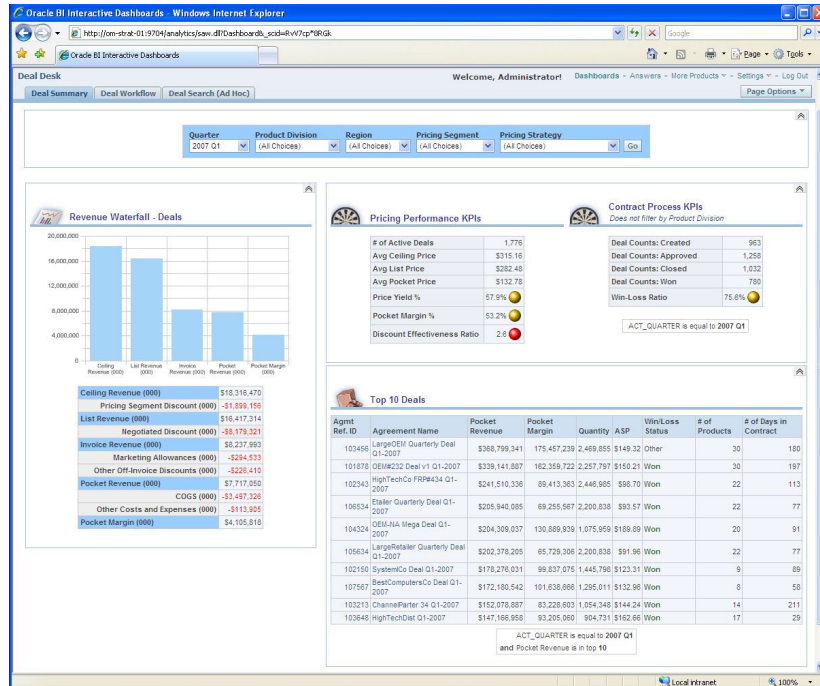 Oracle BI Interactive Dashboards - Windows Internet Explorer
http://om-strat-01:9704/analytics/saw.dll?Dashboard&_scid=RvV7cp*8RGk
Google
Oracle BI Interactive Dashboards
Page Tools
Deal Desk
Welcome, Administrator! Dashboards - Answers - More Products - Settings - Log Out
Deal Summary Deal Workflow Deal Search (Ad Hoc) Page Options
Quarter Product Division Region Pricing Segment Pricing Strategy
2007 Q1 (All Choices) (All Choices) (All Choices) (All Choices) Go
Revenue Waterfall - Deals
20,000,000
16,000,000
12,000,000
8,000,000
4,000,000
0
Ceiling Revenue (000)
List Revenue (000)
Invoice Revenue (000)
Pocket Revenue (000)
Pocket Margin (000)
Ceiling Revenue (000) $18,316,470
Pricing Segment Discount (000) -$1,899,156
List Revenue (000) $16,417,314
Negotiated Discount (000) -$8,179,321
Invoice Revenue (000) $8,237,993
Marketing Allowances (000) -$294,533
Other Off-Invoice Discounts (000) -$226,410
Pocket Revenue (000) $7,717,050
COGS (000) -$3,497,326
Other Costs and Expenses (000) -$113,905
Pocket Margin (000) $4,105,818
Pricing Performance KPIs
# of Active Deals 1,776
Avg Ceiling Price $315.16
Avg List Price $282.48
Avg Pocket Price $132.78
Price Yield % 57.9%
Pocket Margin % 53.2%
Discount Effectiveness Ratio 2.6
Contract Process KPIs
Does not filter by Product Division
Deal Counts: Created 963
Deal Counts: Approved 1,258
Deal Counts: Closed 1,032
Deal Counts: Won 780
Win-Loss Ratio 75.6%
ACT_QUARTER is equal to 2007 Q1
Top 10 Deals
Agmt Ref. ID Agreement Name Pocket Revenue Pocket Margin Quantity ASP Win/Loss Status # of Products # of Days in Contract
103456 LargeOEM Quarterly Deal Q1-2007 $368,799,341 175,457,239 2,469,855 $149.32 Other 30 180
101878 OEM#232 Deal v1 Q1-2007 $339,141,887 162,359,722 2,257,797 $150.21 Won 30 197
102343 HighTechCo FRP#434 Q1-2007 $241,510,336 89,413,363 2,446,985 $98.70 Won 22 113
106534 Etailer Quarterly Deal Q1-2007 $205,940,085 69,255,567 2,200,838 $93.57 Won 22 77
104324 OEM-NA Mega Deal Q1-2007 $204,309,037 130,889,939 1,075,959 $189.89 Won 20 91
105634 LargeRetailer Quarterly Deal Q1-2007 $202,378,205 65,729,306 2,200,838 $91.96 Won 22 77
102150 SystemICo Deal Q1-2007 $178,276,031 99,837,075 1,445,798 $123.31 Won 9 89
107567 BestComputersCo Deal Q1-2007 $172,180,542 101,638,666 1,295,011 $132.96 Won 8 58
103213 ChannelParter 34 Q1-2007 $152,078,887 83,228,603 1,054,348 $144.24 Won 14 211
103648 HighTechDist Q1-2007 $147,166,958 93,205,060 904,731 $162.66 Won 17 29
ACT_QUARTER is equal to 2007 Q1
and Pocket Revenue is in top 10
Local intranet 100%